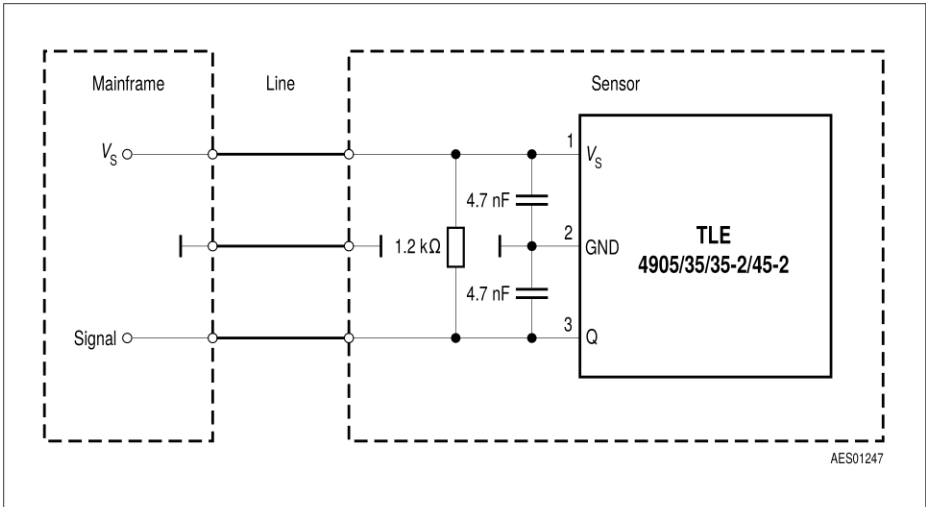 Mainframe
Line
Sensor
VS
1
VS
4.7 nF
1.2 kΩ
2
GND
TLE
4905/35/35-2/45-2
4.7 nF
Signal
3
Q
AES01247